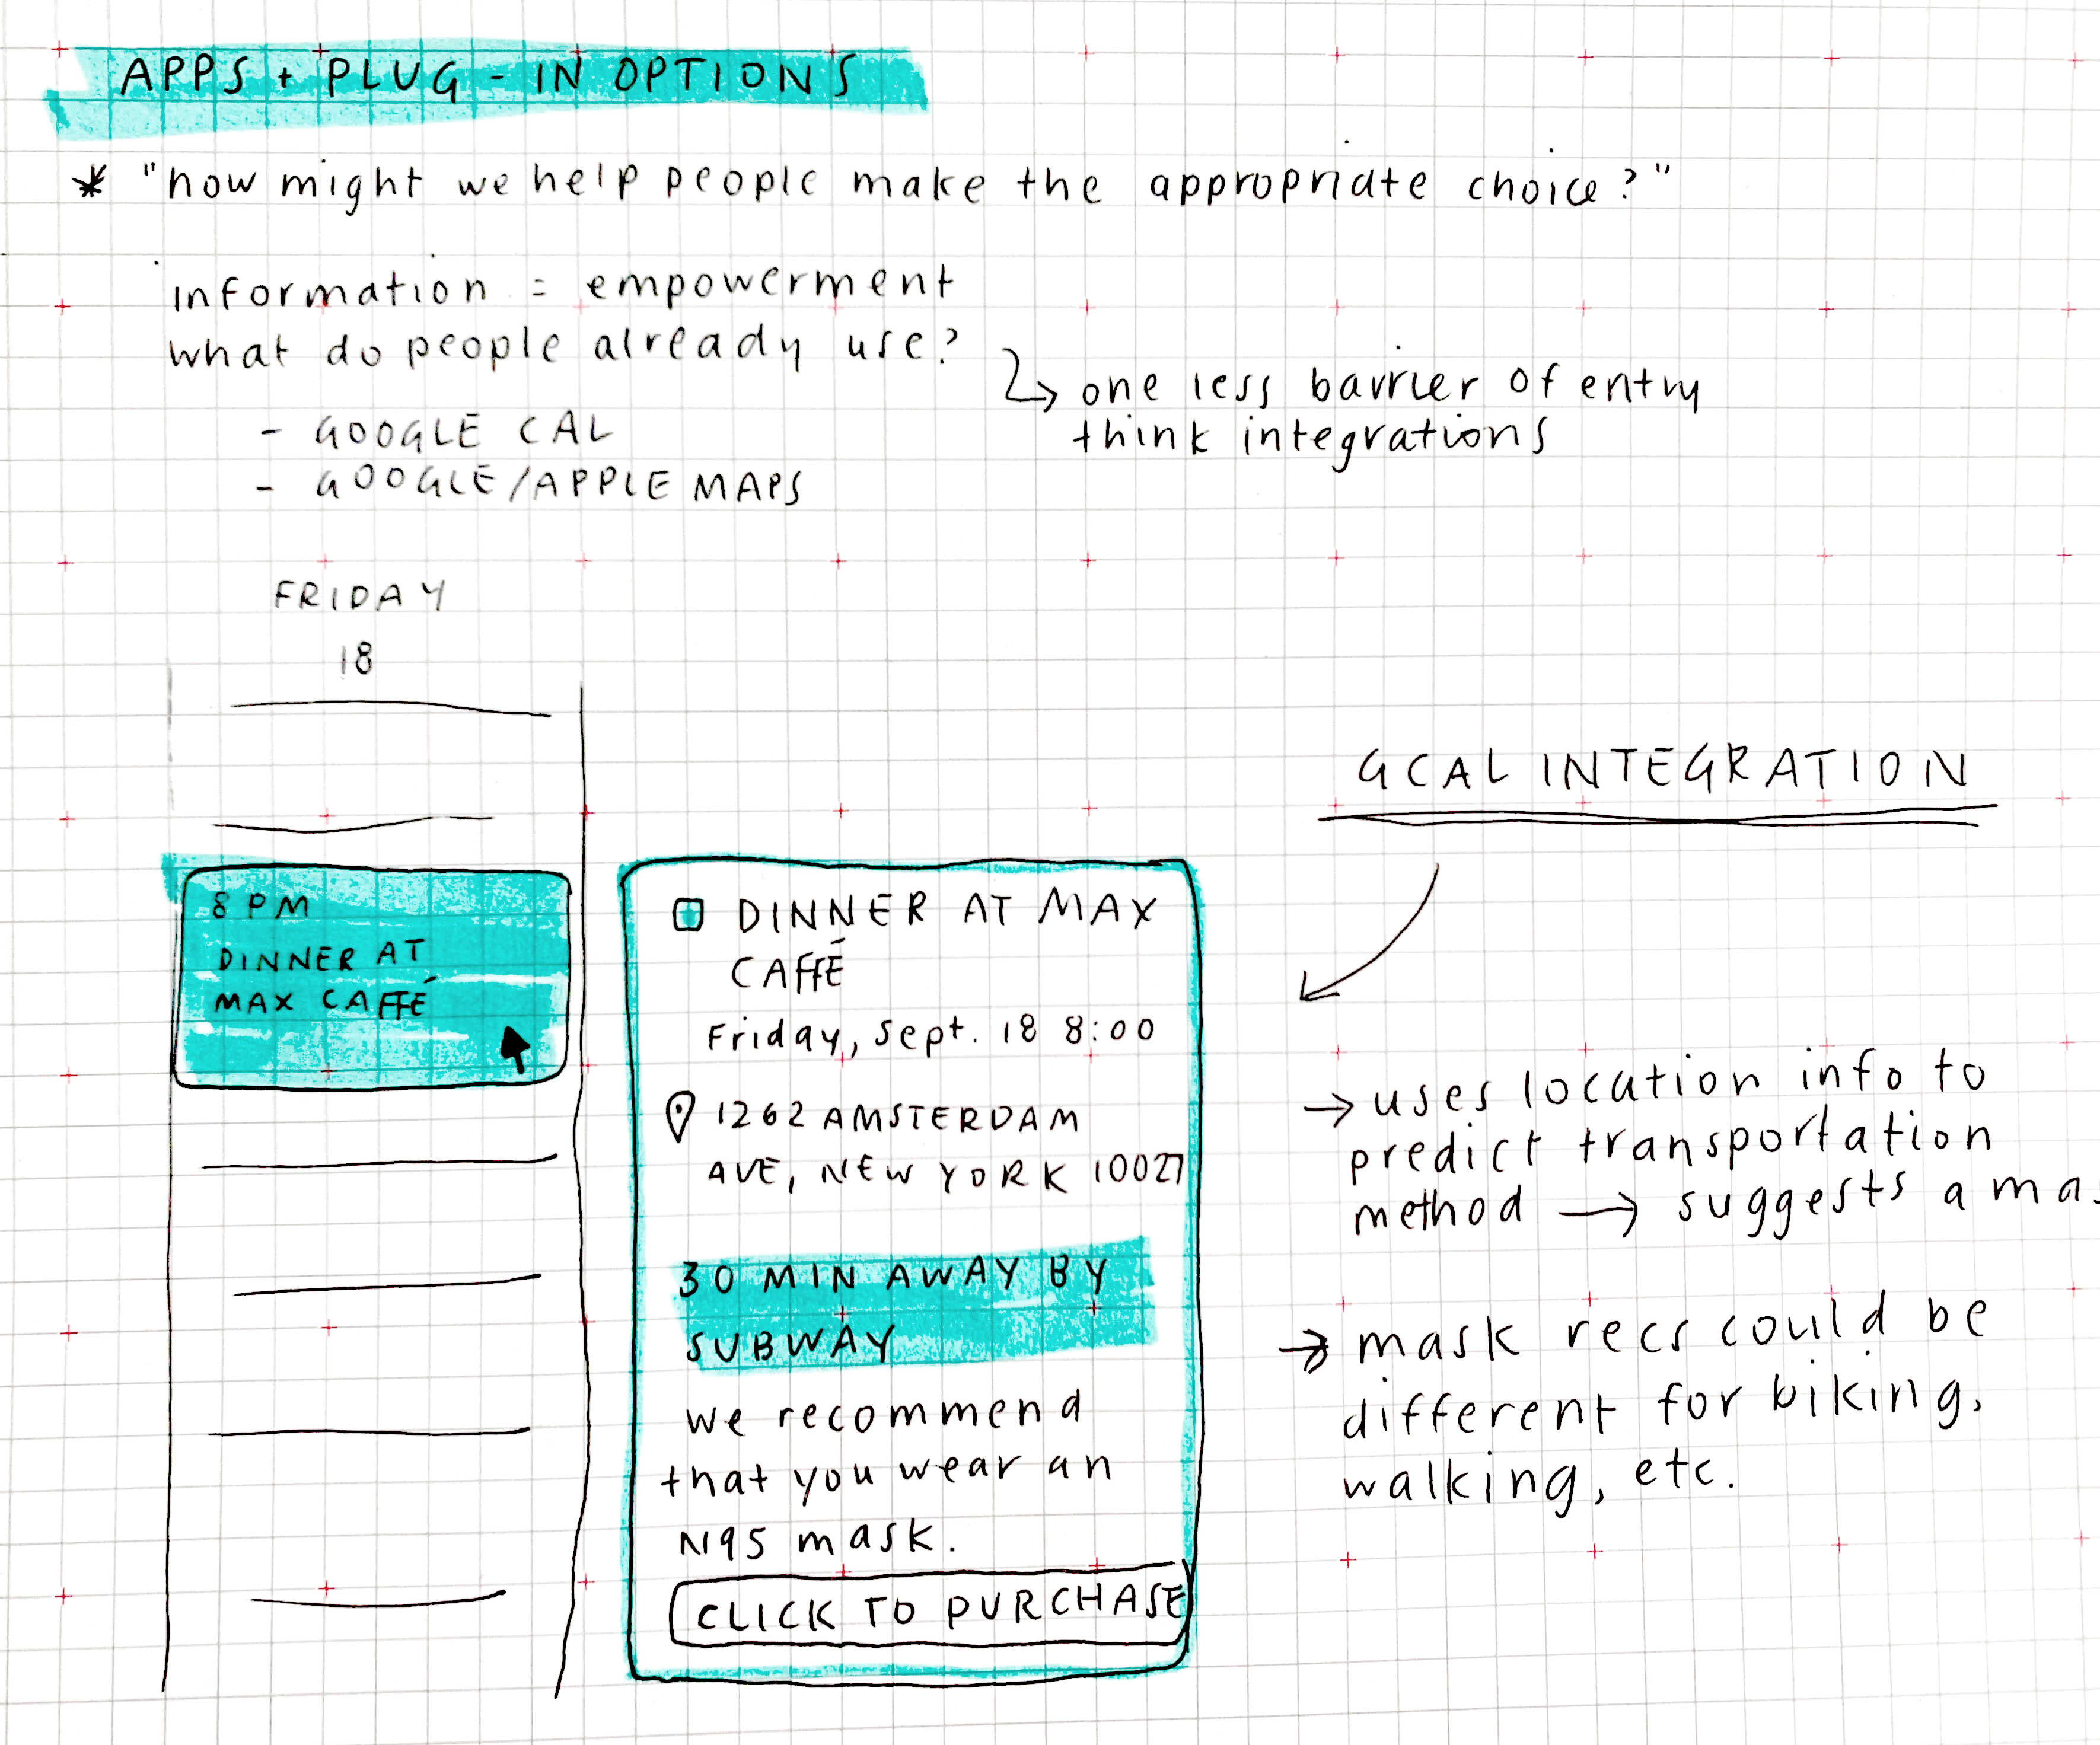 APPS + PLUG-IN OPTIONS
* "how might we help people make the appropriate choice?"
information = empowerment
what do people already use?
↳ one less barrier of entry
think integrations
- GOOGLE CAL
- GOOGLE/APPLE MAPS
FRIDAY
18
8 PM
DINNER AT
MAX CAFFÉ
DINNER AT MAX
CAFFÉ
Friday, Sept. 18 8:00
1262 AMSTERDAM
AVE, NEW YORK 10027
30 MIN AWAY BY
SUBWAY
we recommend
that you wear an
N95 mask.
CLICK TO PURCHASE
GCAL INTEGRATION
→ uses location info to
predict transportation
method → suggests a
→ mask recs could be
different for biking,
walking, etc.